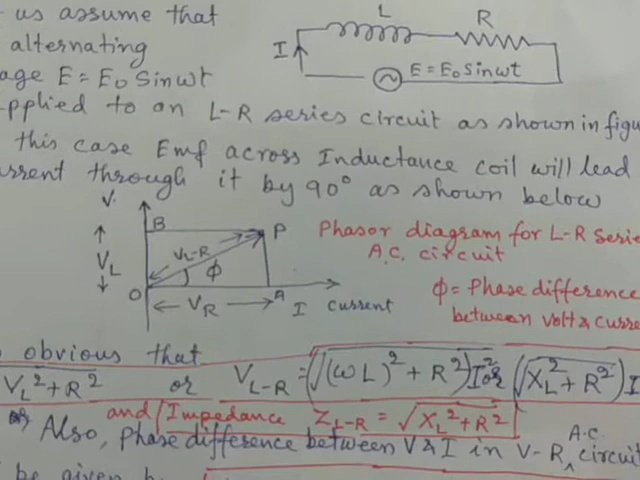 us assume that
L
R
alternating
I
age E = E₀ Sinωt
E = E₀ sinωt
pplied to an L-R series circuit as shown in figu
this case Emf across Inductance coil will lead
rrent through it by 90° as shown below
V.
B
P
Phasor diagram for L-R Serie
V_L
V_L-R
A.C. circuit
φ
O
V_R
A
I
current
φ = Phase difference
between volt & curre
obvious that
V_L² + R²
or V_L-R = √((ωL)² + R²) I or (√X_L² + R²) I
and Impedance Z_L-R = √X_L² + R²
Also, phase difference between V & I in V-R A.C. circuit
be given b